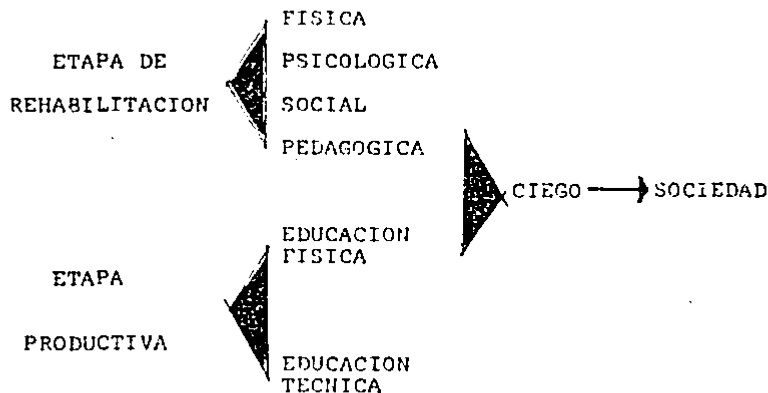 ETAPA DE
REHABILITACION
FISICA
PSICOLOGICA
SOCIAL
PEDAGOGICA
ETAPA
PRODUCTIVA
EDUCACION
FISICA
EDUCACION
TECNICA
CIEGO
SOCIEDAD